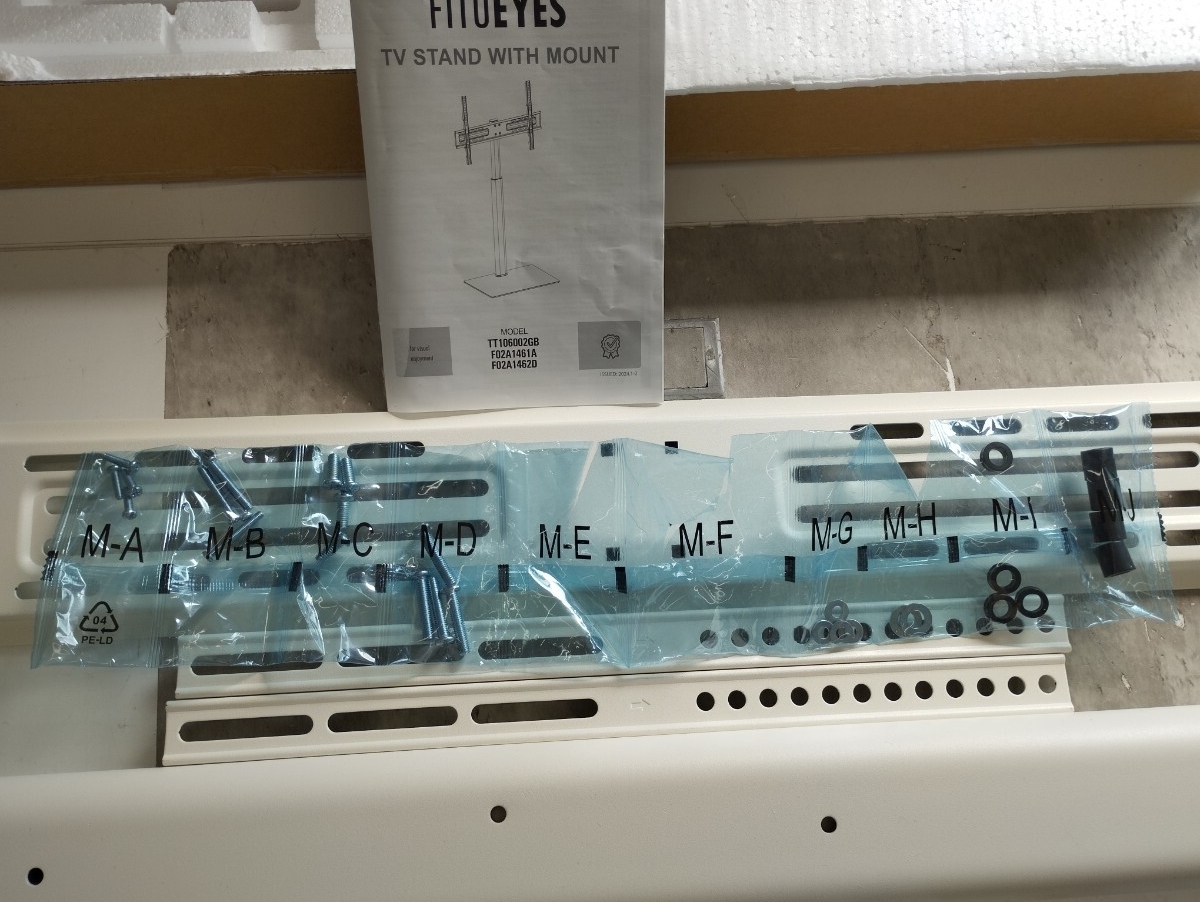 FITUEYES
TV STAND WITH MOUNT
MODEL
TT106002GB
F02A1461A
F02A1462D
M-A
M-B
M-C
M-D
M-E
M-F
M-G
M-H
M-I
M-J
04
PE-LD